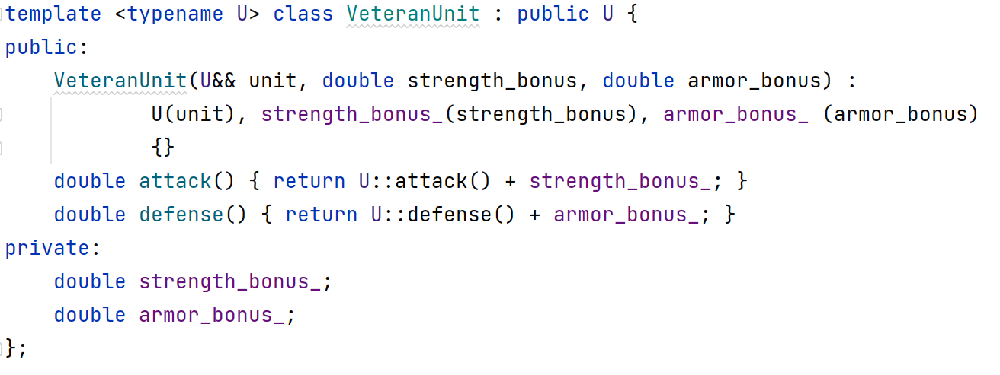 template <typename U> class VeteranUnit : public U {
public:
    VeteranUnit(U&& unit, double strength_bonus, double armor_bonus) :
            U(unit), strength_bonus_(strength_bonus), armor_bonus_ (armor_bonus)
            {}
    double attack() { return U::attack() + strength_bonus_; }
    double defense() { return U::defense() + armor_bonus_; }
private:
    double strength_bonus_;
    double armor_bonus_;
};